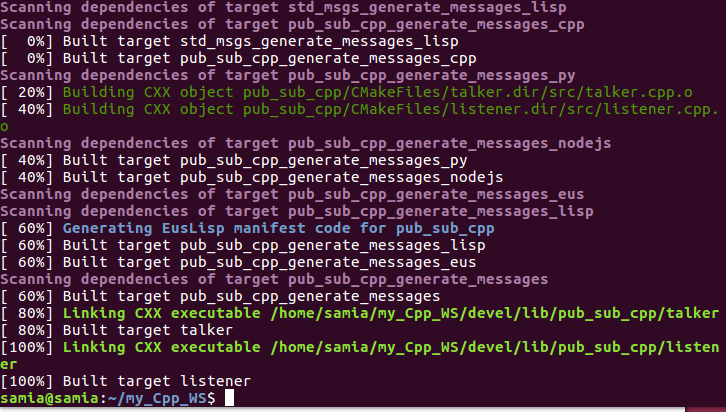 Scanning dependencies of target std_msgs_generate_messages_lisp
Scanning dependencies of target pub_sub_cpp_generate_messages_cpp
[  0%] Built target std_msgs_generate_messages_lisp
[  0%] Built target pub_sub_cpp_generate_messages_cpp
Scanning dependencies of target pub_sub_cpp_generate_messages_py
[ 20%] Building CXX object pub_sub_cpp/CMakeFiles/talker.dir/src/talker.cpp.o
[ 40%] Building CXX object pub_sub_cpp/CMakeFiles/listener.dir/src/listener.cpp.
o
Scanning dependencies of target pub_sub_cpp_generate_messages_nodejs
[ 40%] Built target pub_sub_cpp_generate_messages_py
[ 40%] Built target pub_sub_cpp_generate_messages_nodejs
Scanning dependencies of target pub_sub_cpp_generate_messages_eus
Scanning dependencies of target pub_sub_cpp_generate_messages_lisp
[ 60%] Generating EusLisp manifest code for pub_sub_cpp
[ 60%] Built target pub_sub_cpp_generate_messages_lisp
[ 60%] Built target pub_sub_cpp_generate_messages_eus
Scanning dependencies of target pub_sub_cpp_generate_messages
[ 60%] Built target pub_sub_cpp_generate_messages
[ 80%] Linking CXX executable /home/samia/my_Cpp_WS/devel/lib/pub_sub_cpp/talker
[ 80%] Built target talker
[100%] Linking CXX executable /home/samia/my_Cpp_WS/devel/lib/pub_sub_cpp/listen
er
[100%] Built target listener
samia@samia:~/my_Cpp_WS$